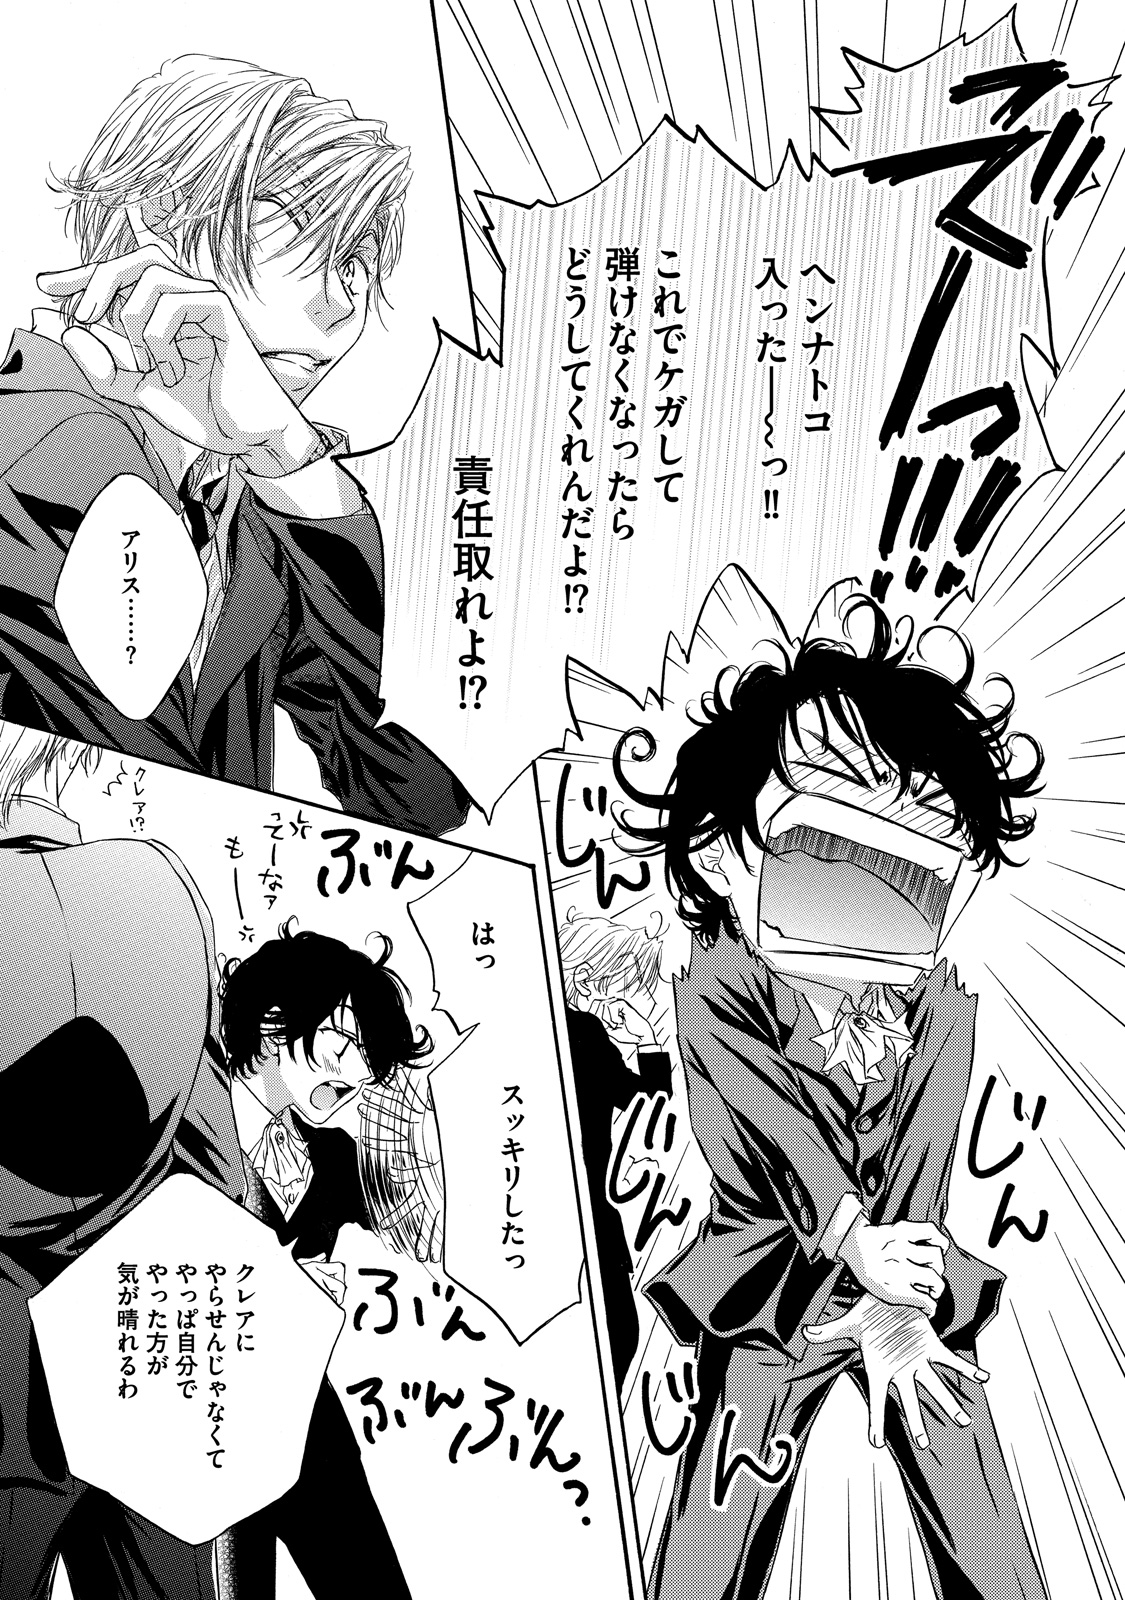 でーーっ!!!
ヘンナトコ
入ったー〜っ!!
これでケガして
弾けなくなったら
どうしてくれんだよ!?
責任取れよ!?
アリス……?
じん
じん
じん
じん
はっ
スッキリしたっ
ぶん
ってーなァ
もー
クレア!?
ぶん
ぶん
ぶんっ.
クレアに
やらせんじゃなくて
やっぱ自分で
やった方が
気が晴れるわ